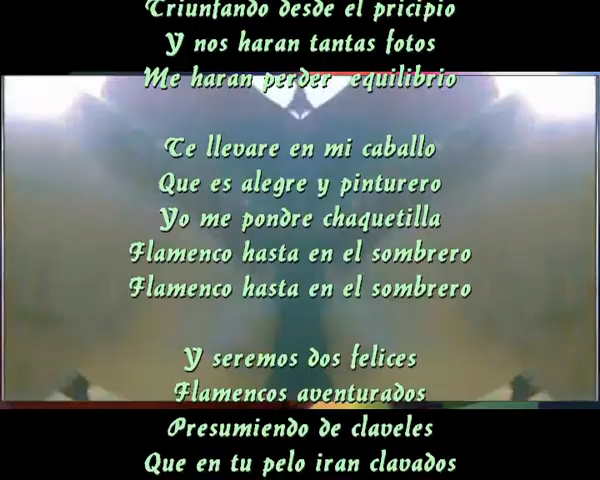 Triunfando desde el pricipio
Y nos haran tantas fotos
Me haran perder equilibrio
Te llevare en mi caballo
Que es alegre y pinturero
Yo me pondre chaquetilla
Flamenco hasta en el sombrero
Flamenco hasta en el sombrero
Y seremos dos felices
Flamencos aventurados
Presumiendo de claveles
Que en tu pelo iran clavados